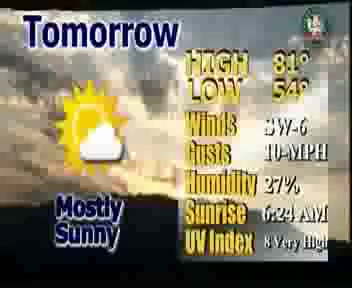 Tomorrow
HIGH 81°
LOW 54°
Winds SW-6
Gusts 10-MPH
Humidity 27%
Sunrise 6:24 AM
UV Index 8 Very High
Mostly
Sunny